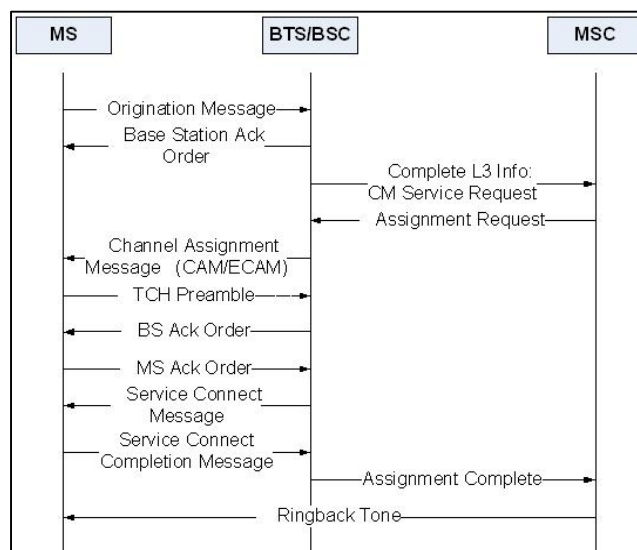 MS
BTS/BSC
MSC
Origination Message
Base Station Ack
Order
Complete L3 Info:
CM Service Request
Assignment Request
Channel Assignment
Message (CAM/ECAM)
TCH Preamble
BS Ack Order
MS Ack Order
Service Connect
Message
Service Connect
Completion Message
Assignment Complete
Ringback Tone